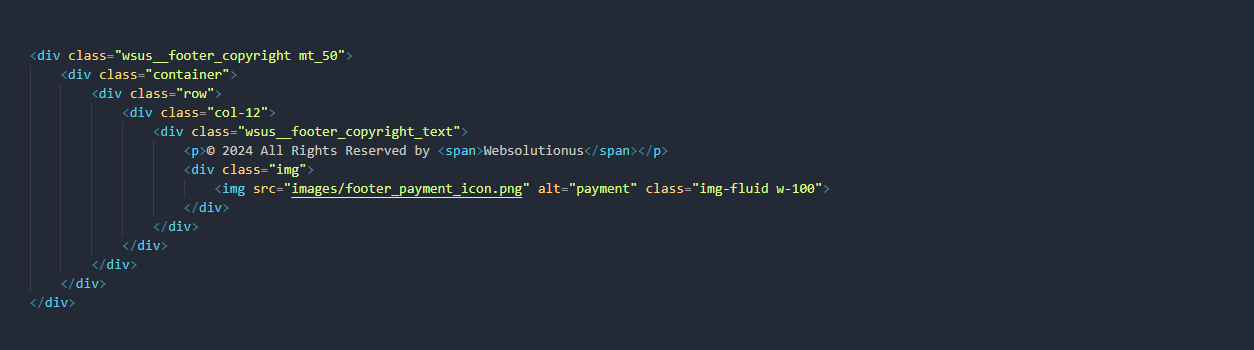 <div class="wsus__footer_copyright mt_50">
<div class="container">
<div class="row">
<div class="col-12">
<div class="wsus__footer_copyright_text">
<p>© 2024 All Rights Reserved by <span>Websolutionus</span></p>
<div class="img">
<img src="images/footer_payment_icon.png" alt="payment" class="img-fluid w-100">
</div>
</div>
</div>
</div>
</div>
</div>